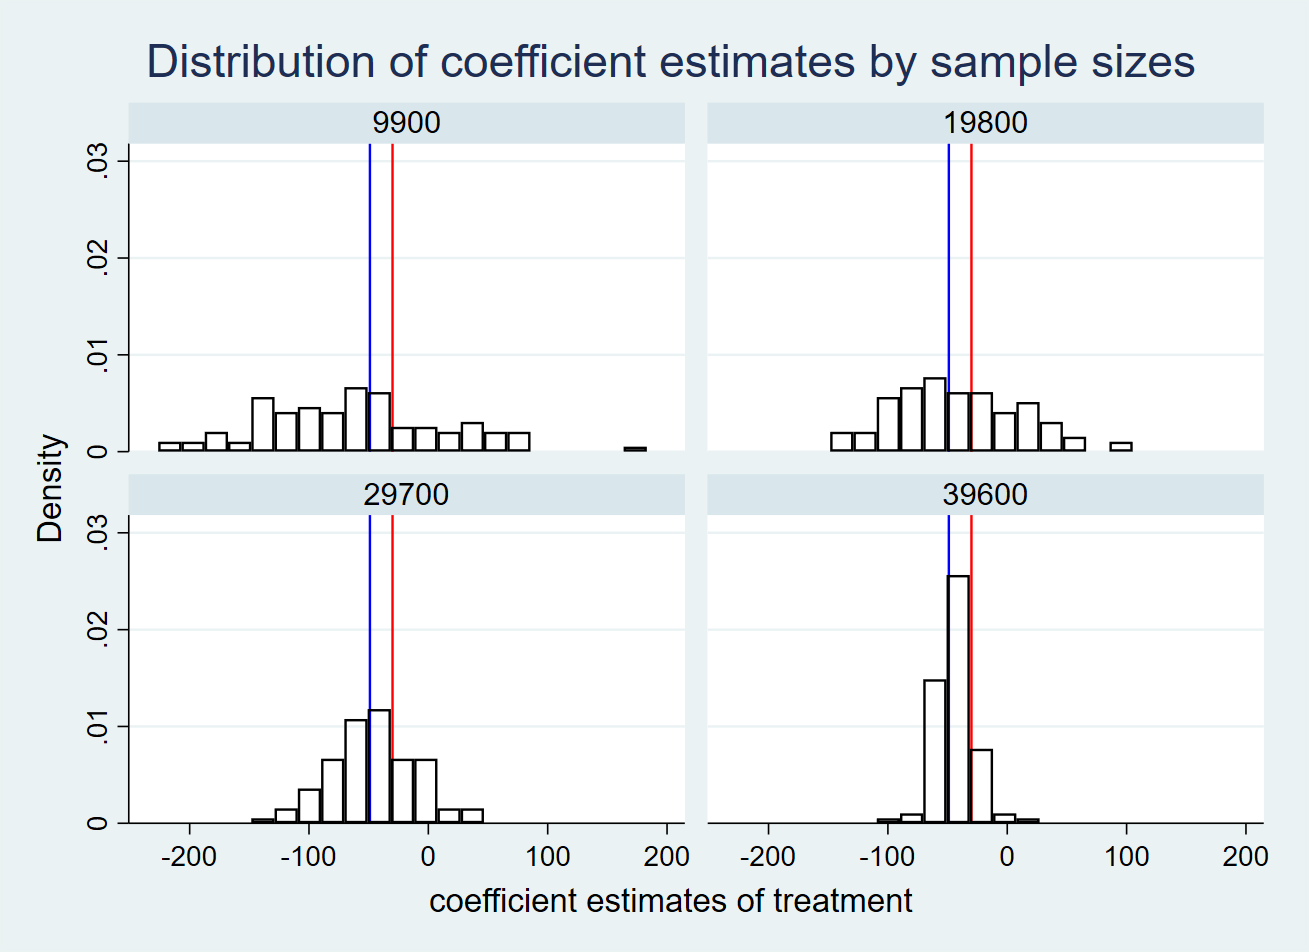 Distribution of coefficient estimates by sample sizes
9900
19800
.03
.02
.01
0
29700
39600
.03
.02
.01
0
Density
-200 -100 0 100 200
-200 -100 0 100 200
coefficient estimates of treatment